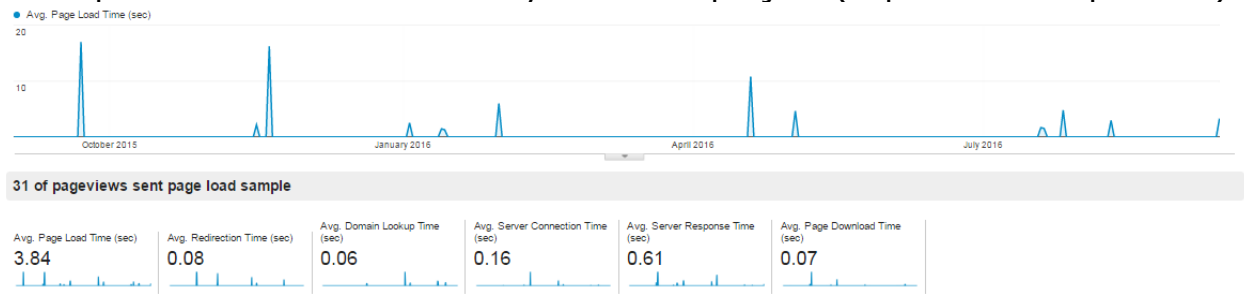 Avg. Page Load Time (sec)
20
10
October 2015
January 2016
April 2016
July 2016
31 of pageviews sent page load sample
Avg. Page Load Time (sec)
3.84
Avg. Redirection Time (sec)
0.08
Avg. Domain Lookup Time
(sec)
0.06
Avg. Server Connection Time
(sec)
0.16
Avg. Server Response Time
(sec)
0.61
Avg. Page Download Time
(sec)
0.07